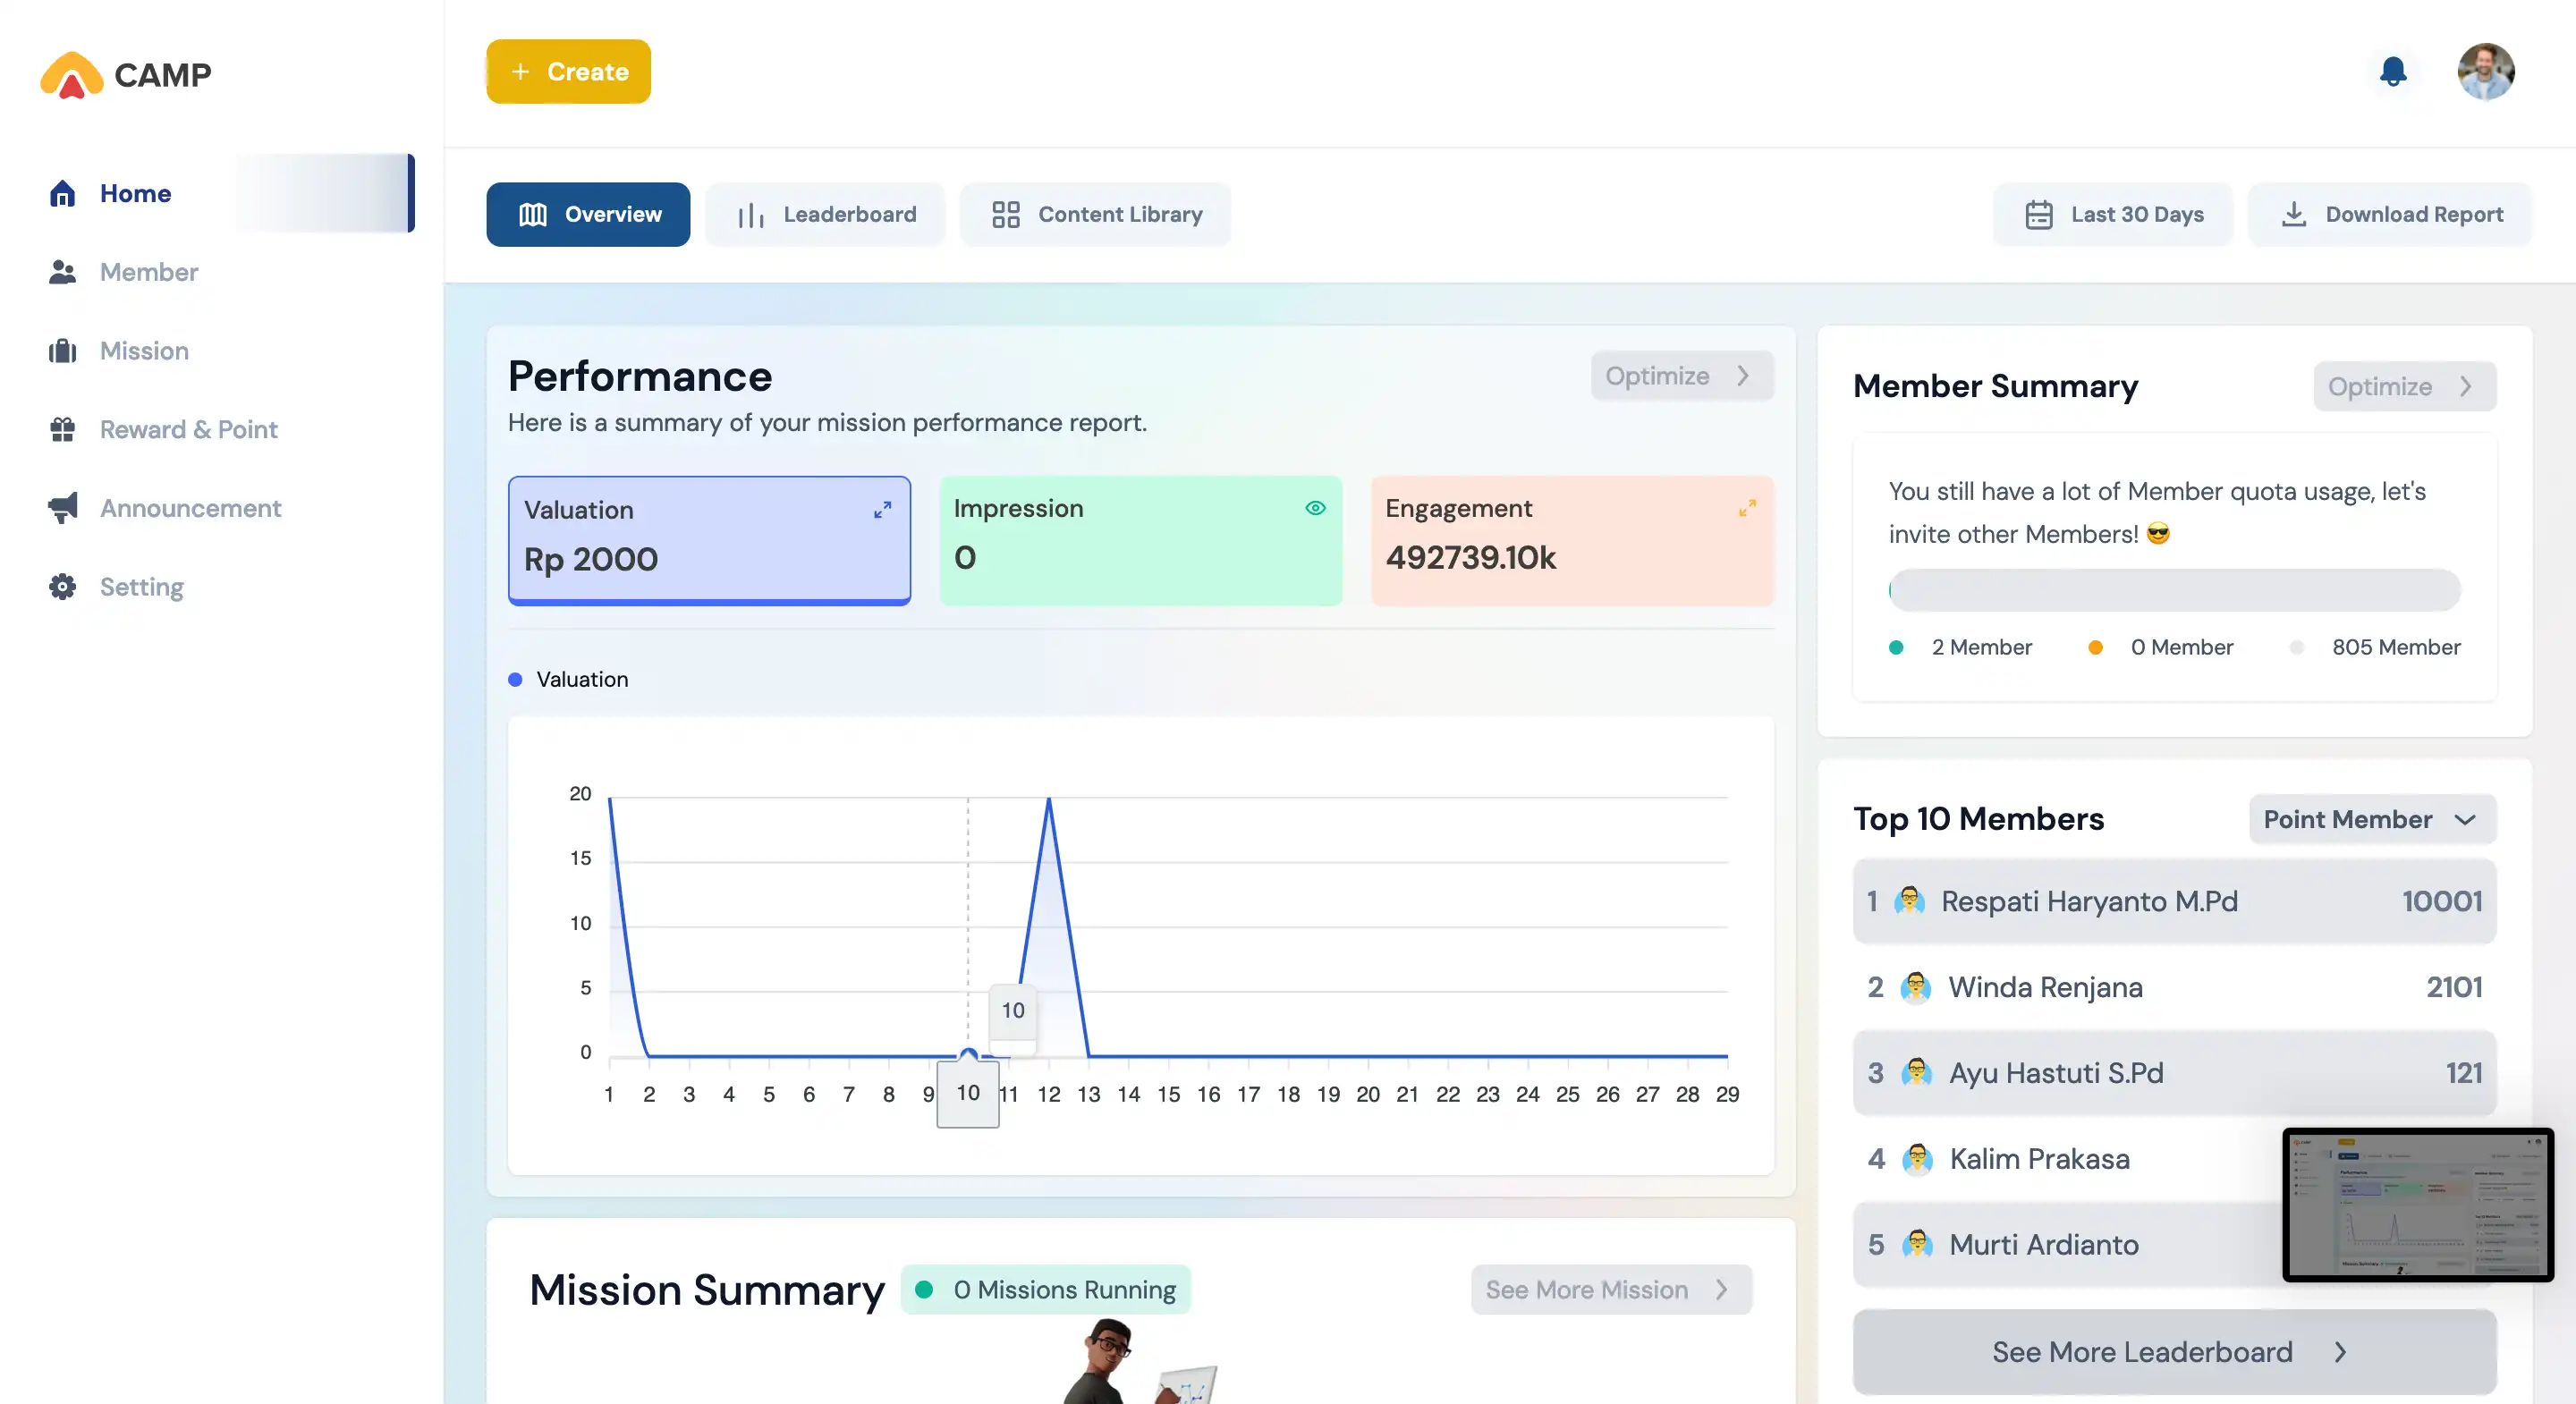 CAMP
Home
Member
Mission
Reward & Point
Announcement
Setting
+ Create
Overview
Leaderboard
Content Library
Last 30 Days
Download Report
Performance
Optimize
Here is a summary of your mission performance report.
Valuation
Rp 2000
Impression
0
Engagement
492739.10k
Valuation
20
15
10
5
0
10
1 2 3 4 5 6 7 8 9 10 11 12 13 14 15 16 17 18 19 20 21 22 23 24 25 26 27 28 29
Mission Summary
0 Missions Running
See More Mission
Member Summary
Optimize
You still have a lot of Member quota usage, let's
invite other Members! 😎
2 Member
0 Member
805 Member
Top 10 Members
Point Member
1 Respati Haryanto M.Pd 10001
2 Winda Renjana 2101
3 Ayu Hastuti S.Pd 121
4 Kalim Prakasa
5 Murti Ardianto
See More Leaderboard